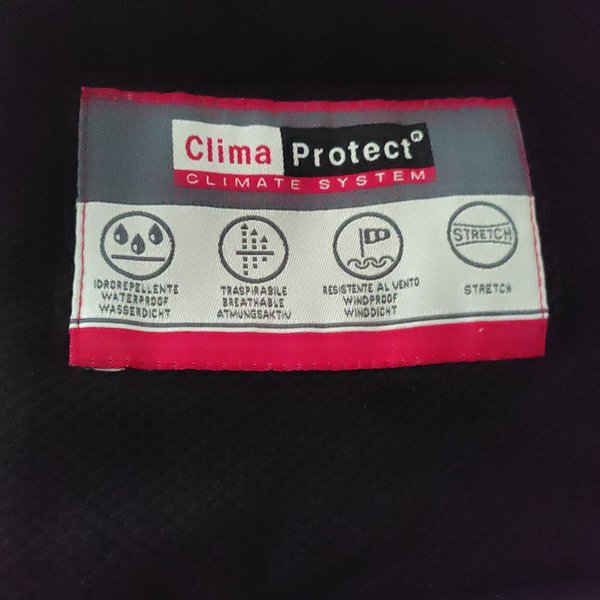 Clima Protect®
CLIMATE SYSTEM
IDROREPELLENTE
WATERPROOF
WASSERDICHT
TRASPIRABILE
BREATHABLE
ATMUNGSAKTIV
RESISTENTE AL VENTO
WINDPROOF
WINDDICHT
STRETCH
STRETCH